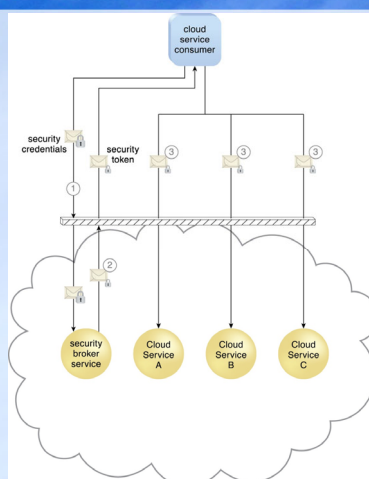 cloud
service
consumer
security
credentials
security
token
3
3
3
1
2
security
broker
service
Cloud
Service
A
Cloud
Service
B
Cloud
Service
C